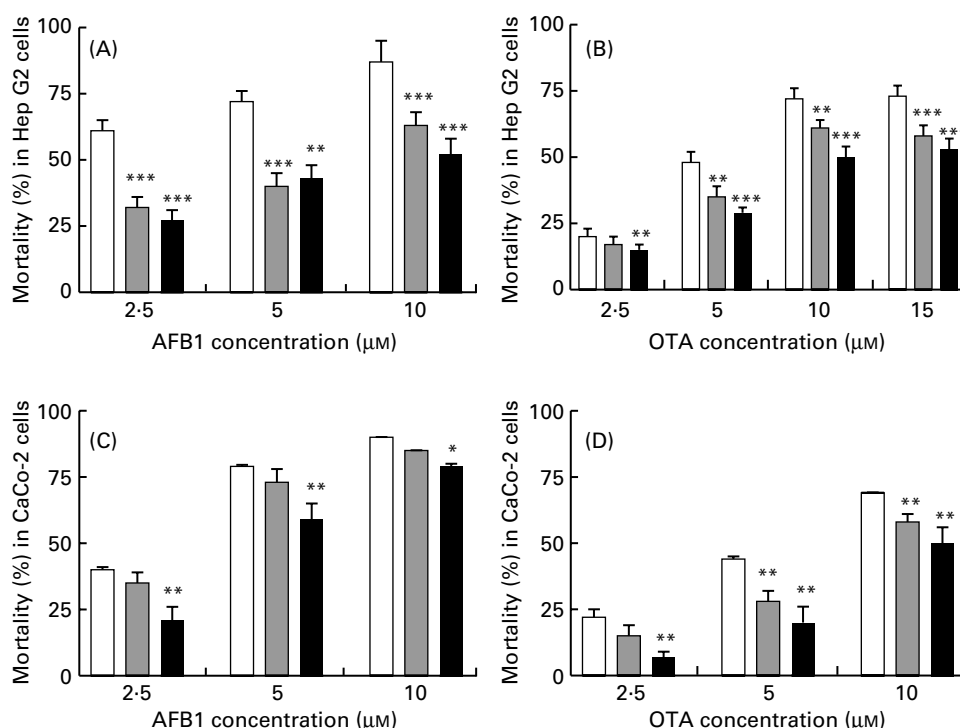 (A)
Mortality (%) in Hep G2 cells
100
75
50
25
0
*** *** *** ** *** ***
2·5 5 10
AFB1 concentration (μM)
(B)
Mortality (%) in Hep G2 cells
100
75
50
25
0
** ** *** ** *** *** **
2·5 5 10 15
OTA concentration (μM)
(C)
Mortality (%) in CaCo-2 cells
100
75
50
25
0
** ** *
2·5 5 10
AFB1 concentration (μM)
(D)
Mortality (%) in CaCo-2 cells
100
75
50
25
0
** ** ** ** **
2·5 5 10
OTA concentration (μM)